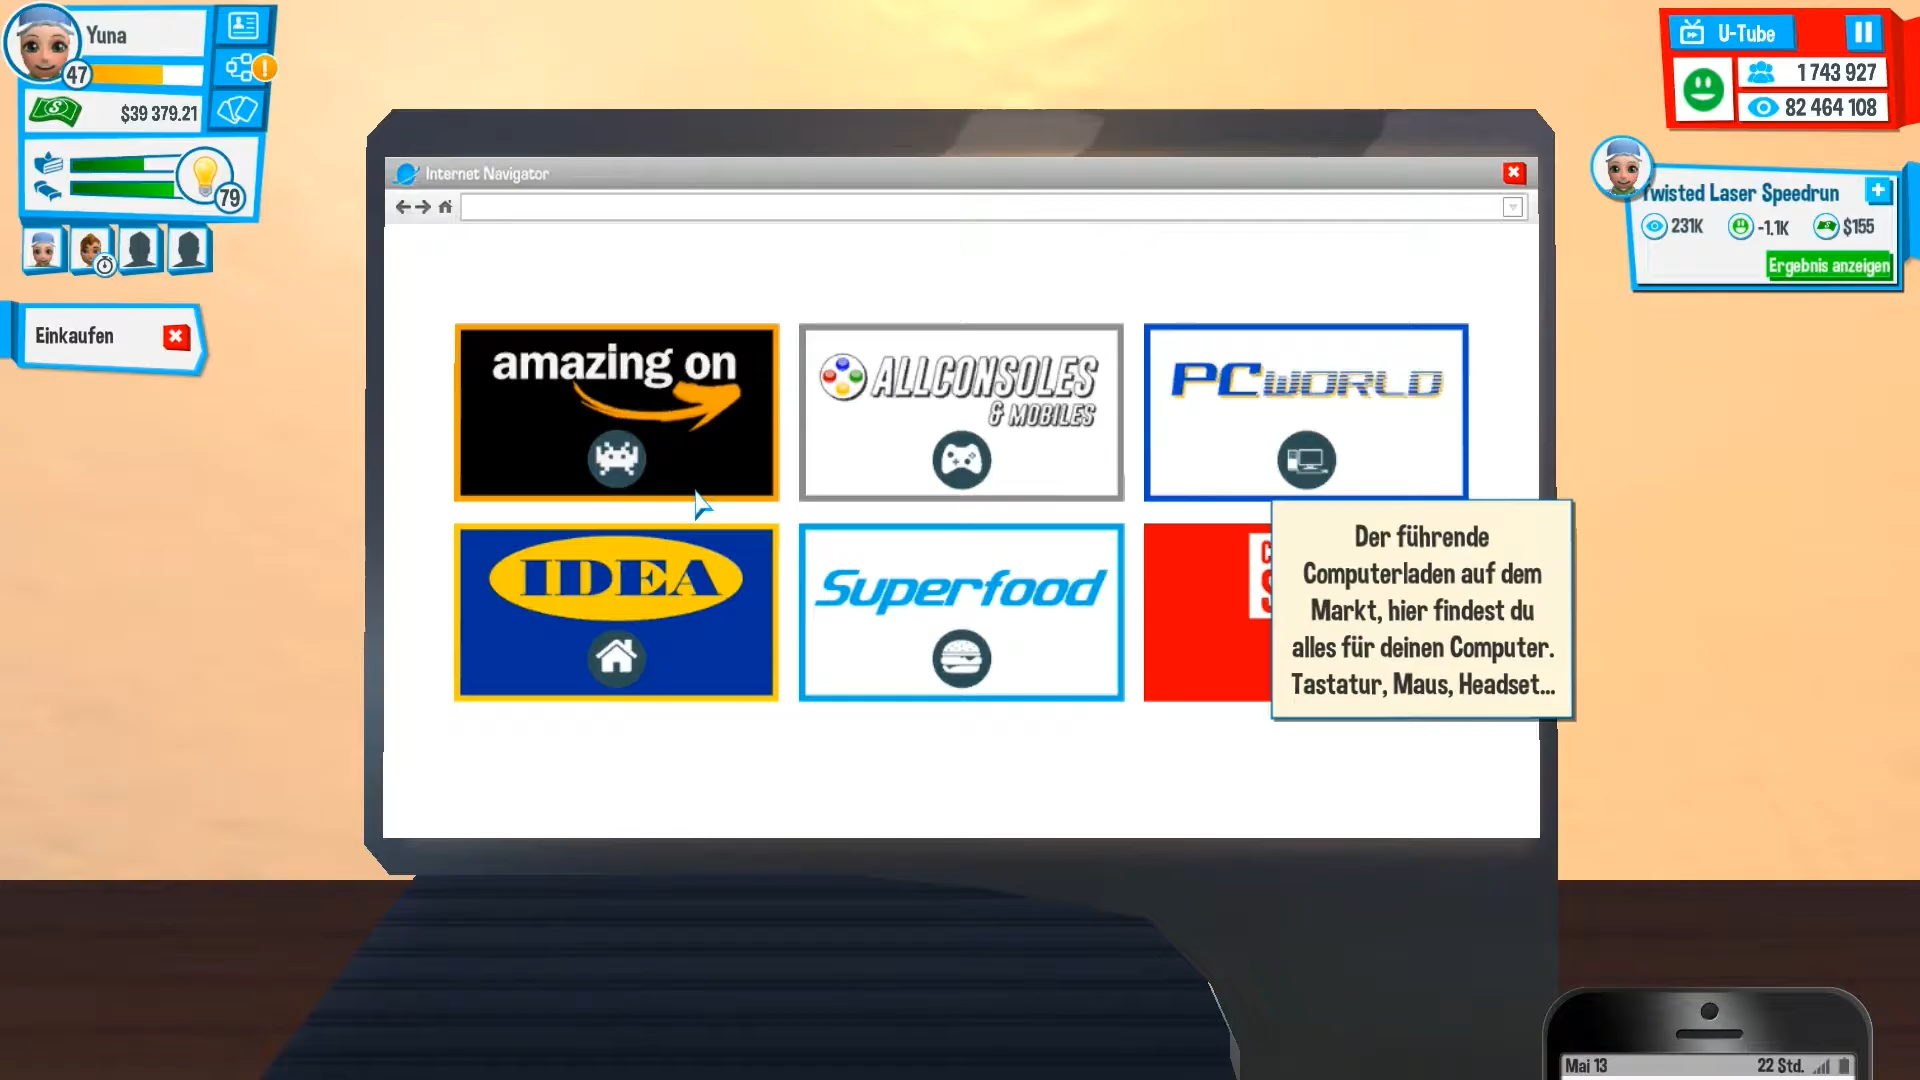 Yuna
47
$39 379.21
79
Einkaufen
U-Tube
1 743 927
82 464 108
Twisted Laser Speedrun
231K
-1.1K
$155
Ergebnis anzeigen
Internet Navigator
amazing on
ALLCONSOLES
& MOBILES
PCWORLD
IDEA
Superfood
Der führende
Computerladen auf dem
Markt, hier findest du
alles für deinen Computer.
Tastatur, Maus, Headset...
Mai 13
22 Std.